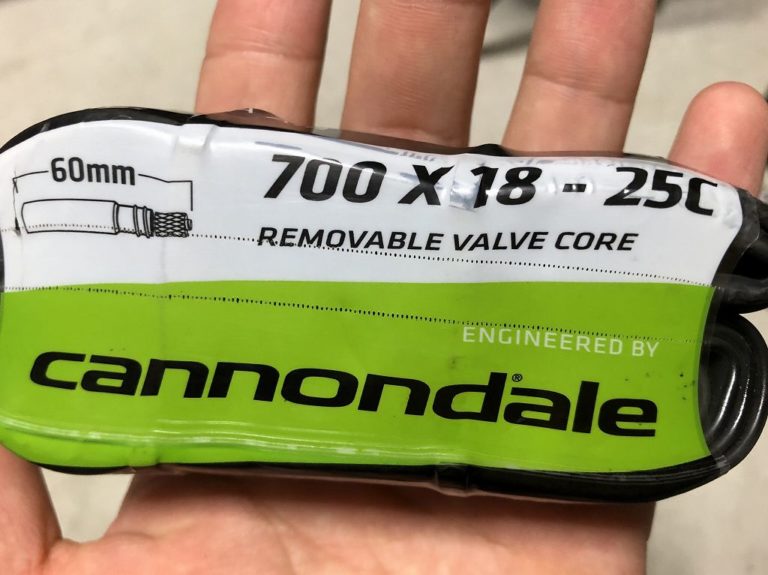 60mm
700 X 18 - 25C
REMOVABLE VALVE CORE
ENGINEERED BY
cannondale®